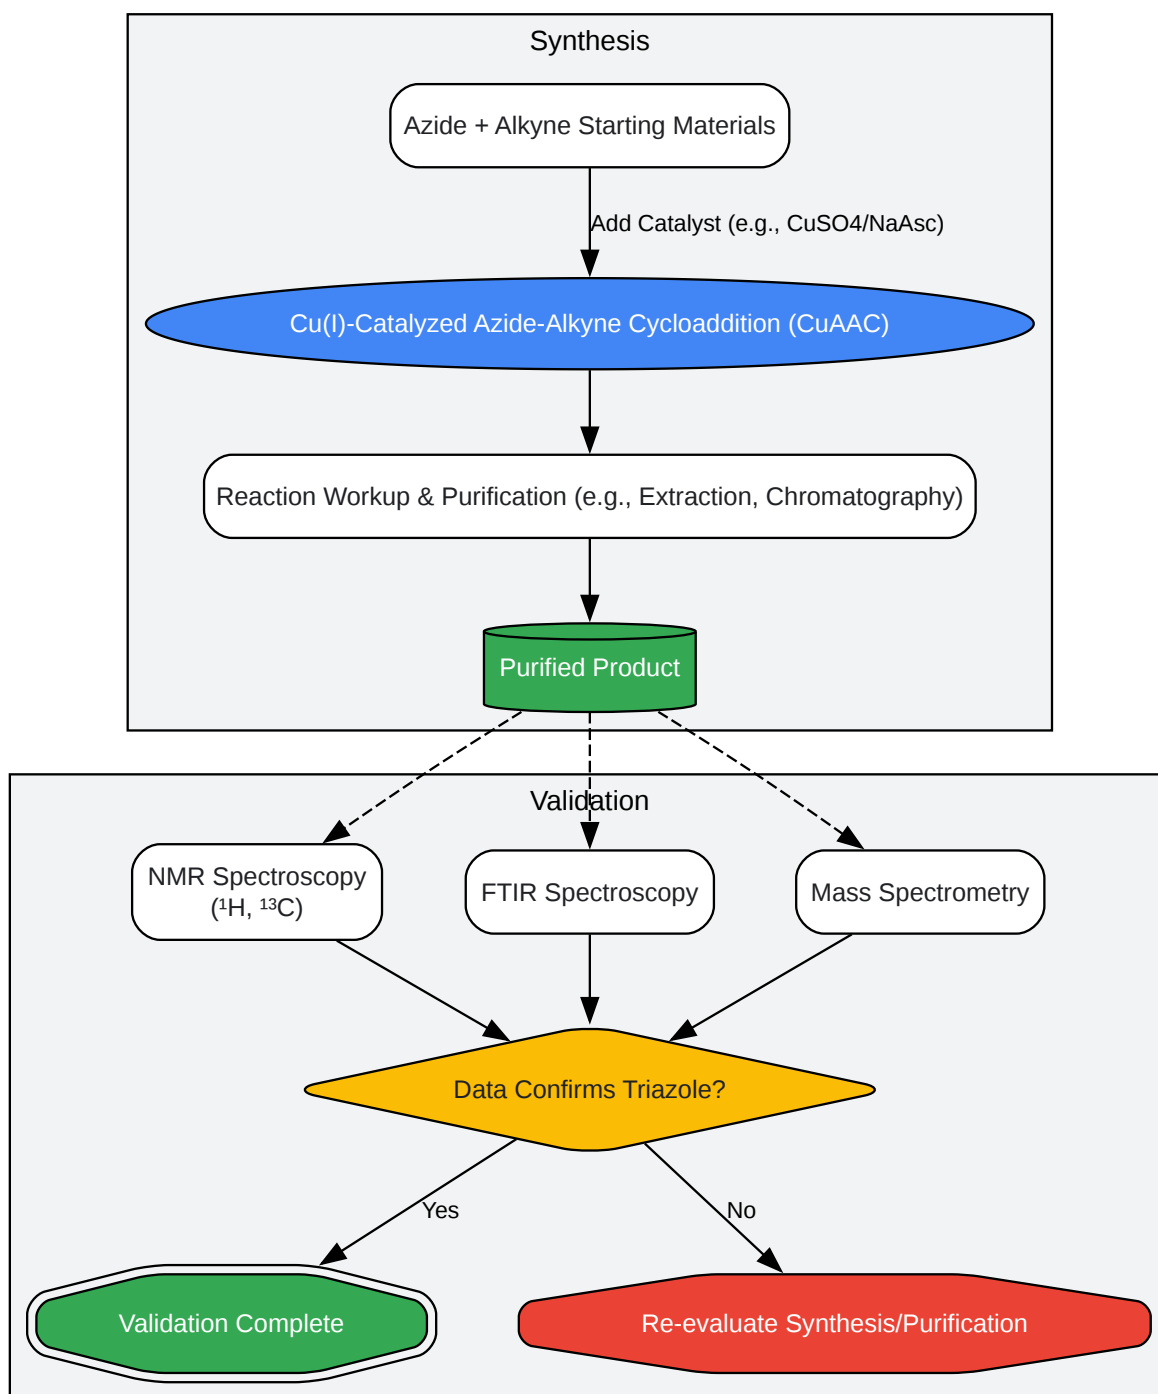 Synthesis
Azide + Alkyne Starting Materials
Add Catalyst (e.g., CuSO4/NaAsc)
Cu(I)-Catalyzed Azide-Alkyne Cycloaddition (CuAAC)
Reaction Workup & Purification (e.g., Extraction, Chromatography)
Purified Product
Validation
NMR Spectroscopy
(¹H, ¹³C)
FTIR Spectroscopy
Mass Spectrometry
Data Confirms Triazole?
Yes
No
Validation Complete
Re-evaluate Synthesis/Purification